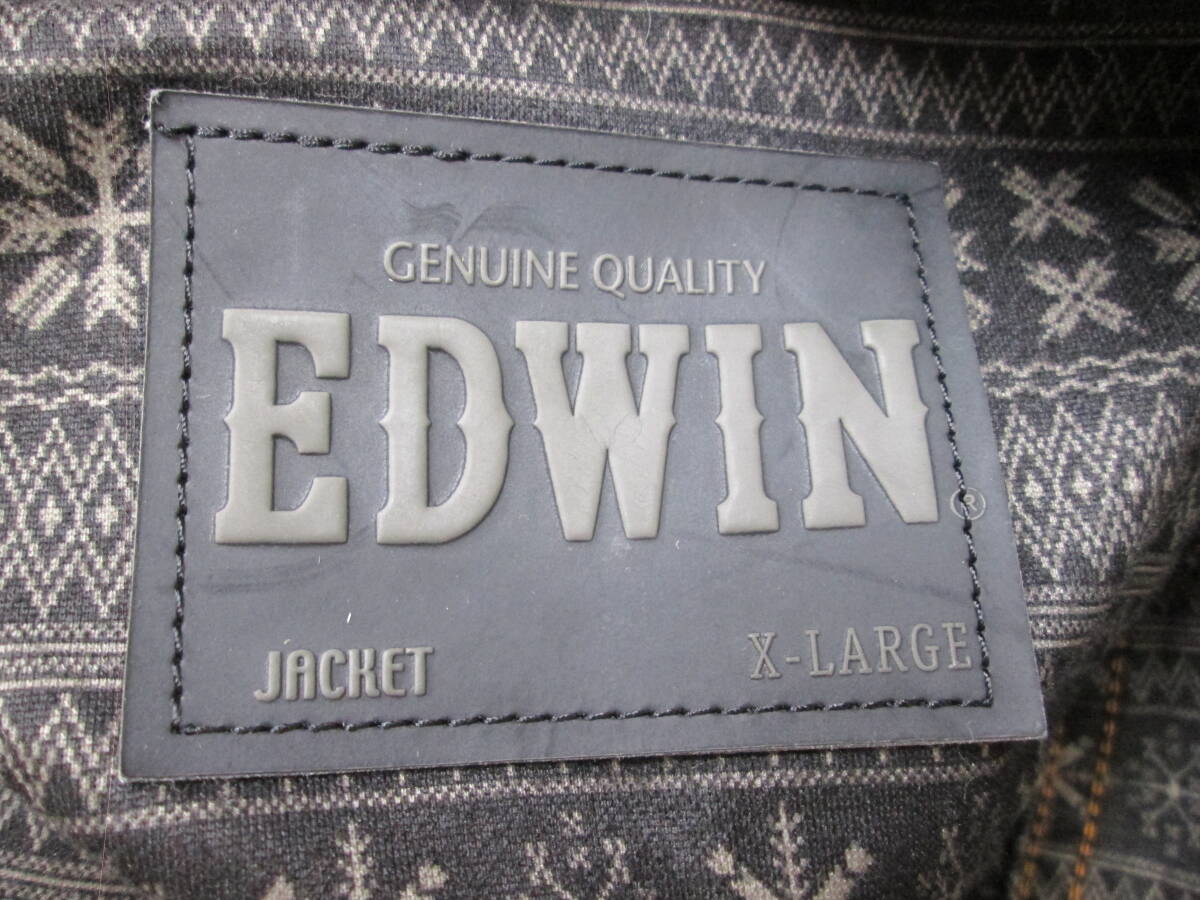 GENUINE QUALITY
EDWIN®
JACKET
X-LARGE